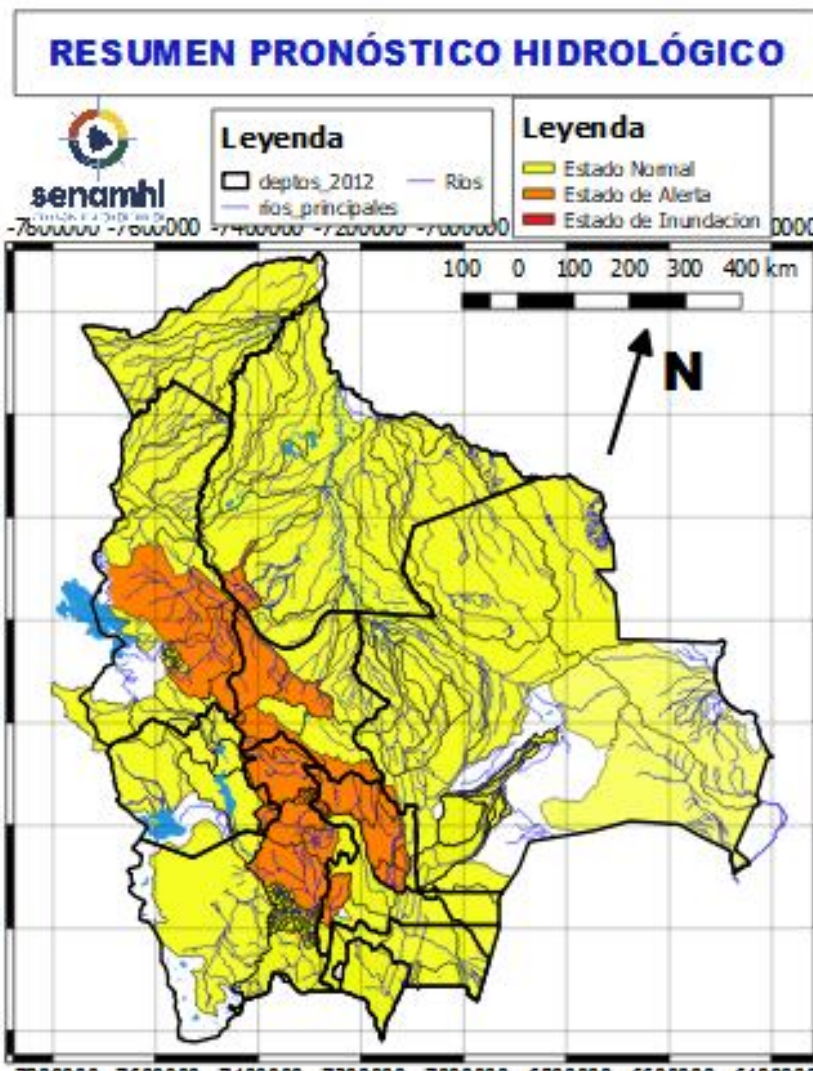 RESUMEN PRONÓSTICO HIDROLÓGICO
senamhi
Leyenda
deptos_2012
Rios
rios_principales
Leyenda
Estado Normal
Estado de Alerta
Estado de Inundacion
-7800000 -7600000 -7400000 -7200000 -7000000
100 0 100 200 300 400 km
N